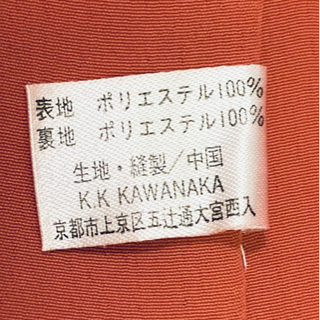 表地 ポリエステル100%
裏地 ポリエステル100%
生地・縫製/中国
K.K KAWANAKA
京都市上京区五辻通大宮西入